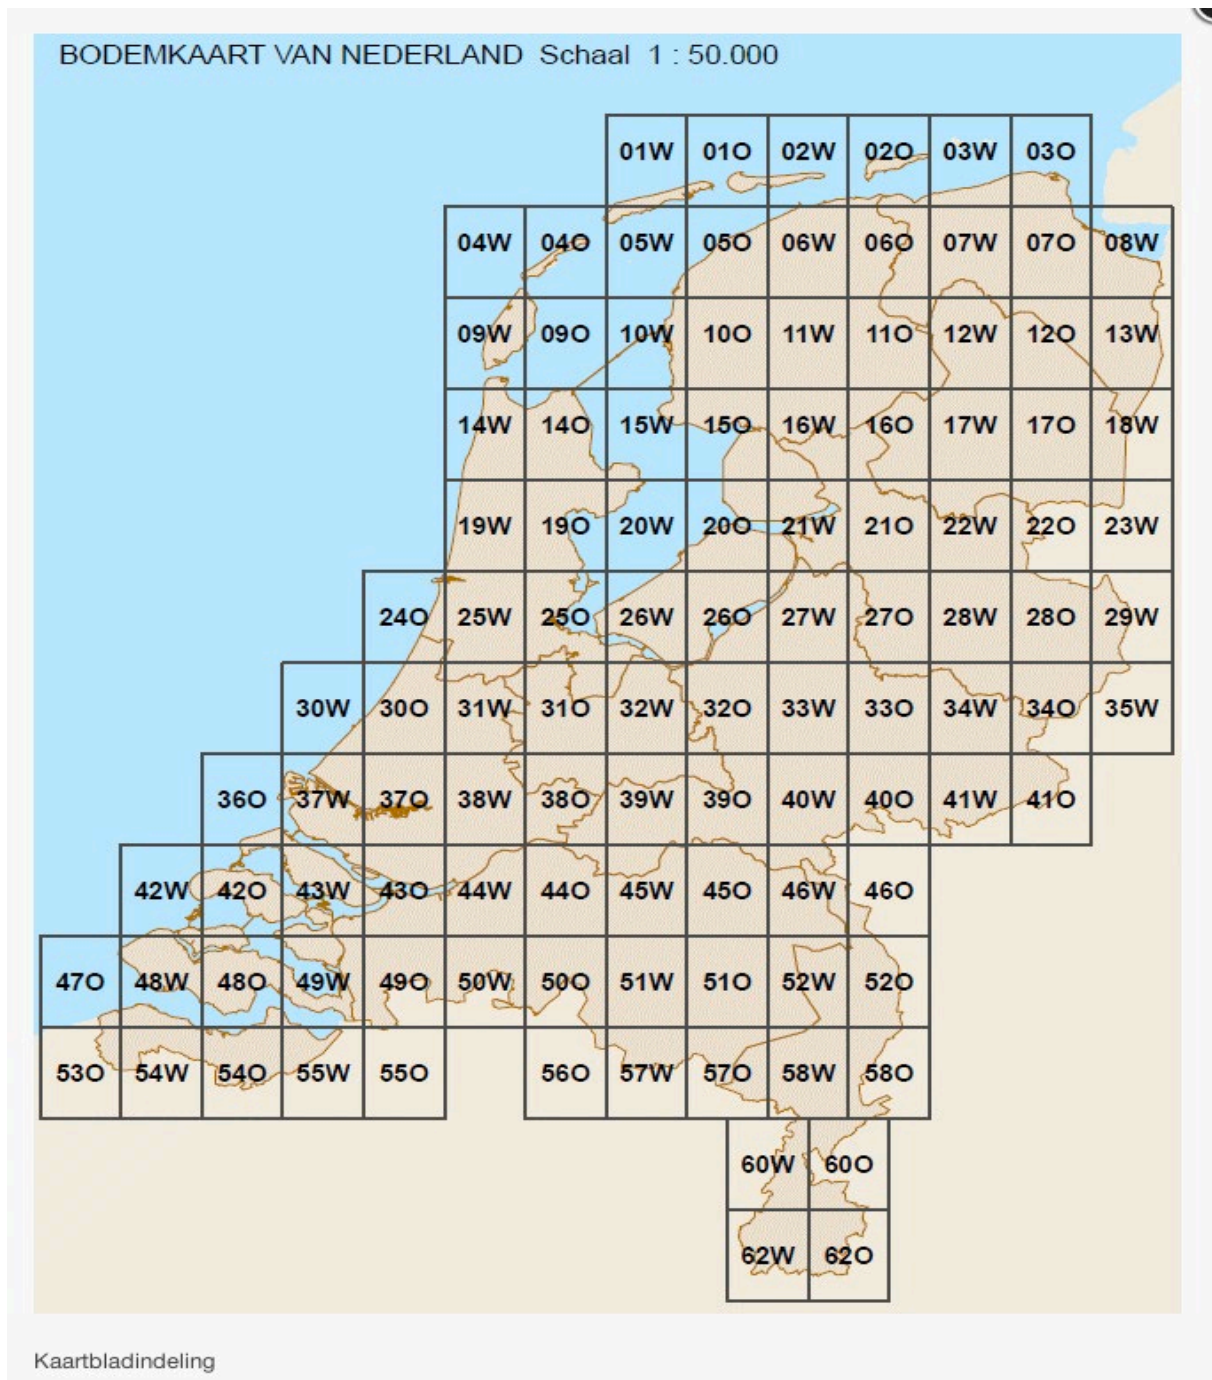 BODEMKAART VAN NEDERLAND Schaal 1 : 50.000
01W 01O 02W 02O 03W 03O
04W 04O 05W 05O 06W 06O 07W 07O 08W
09W 09O 10W 10O 11W 11O 12W 12O 13W
14W 14O 15W 15O 16W 16O 17W 17O 18W
19W 19O 20W 20O 21W 21O 22W 22O 23W
24O 25W 25O 26W 26O 27W 27O 28W 28O 29W
30W 30O 31W 31O 32W 32O 33W 33O 34W 34O 35W
36O 37W 37O 38W 38O 39W 39O 40W 40O 41W 41O
42W 42O 43W 43O 44W 44O 45W 45O 46W 46O
47O 48W 48O 49W 49O 50W 50O 51W 51O 52W 52O
53O 54W 54O 55W 55O 56O 57W 57O 58W 58O
60W 60O
62W 62O
Kaartbladindeling